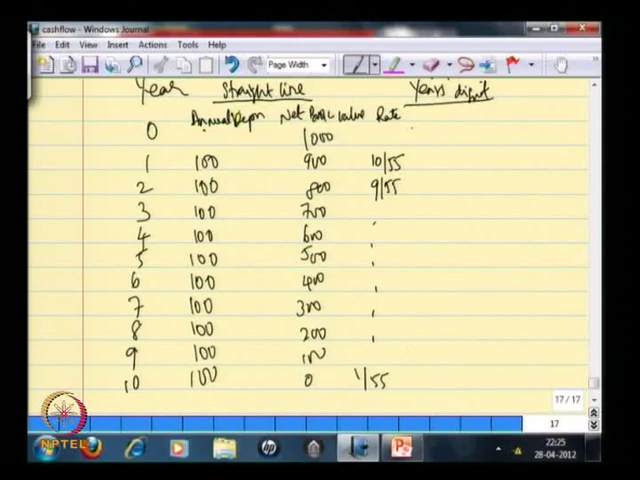 cashflow - Windows Journal
File Edit View Insert Actions Tools Help
Page Width
Year Straight line Years digit
Annual Depn Net Book value Rate
0 1000
1 100 900 10/55
2 100 800 9/55
3 100 700
4 100 600
5 100 500
6 100 400
7 100 300
8 100 200
9 100 100
10 100 0 1/55
17 / 17
17
NPTEL
hp
22:25
28-04-2012